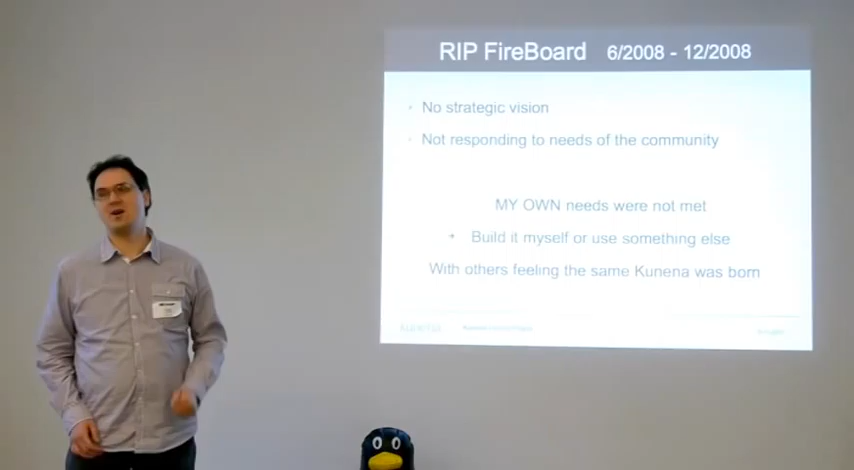 RIP FireBoard 6/2008 - 12/2008
No strategic vision
Not responding to needs of the community
MY OWN needs were not met
Build it myself or use something else
With others feeling the same Kunena was born